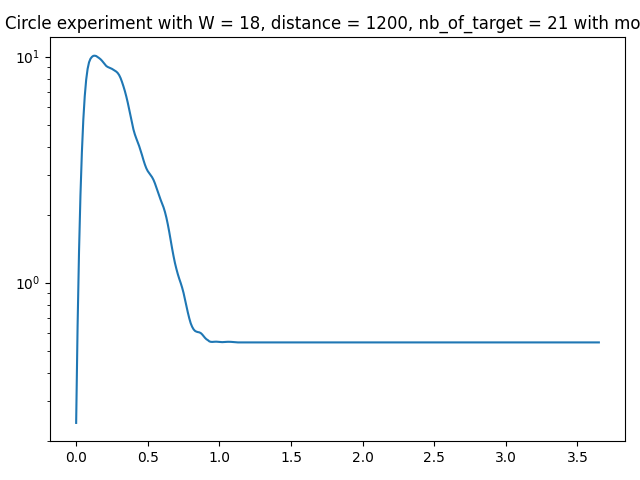 Circle experiment with W = 18, distance = 1200, nb_of_target = 21 with mo
10¹
10⁰
0.0 0.5 1.0 1.5 2.0 2.5 3.0 3.5